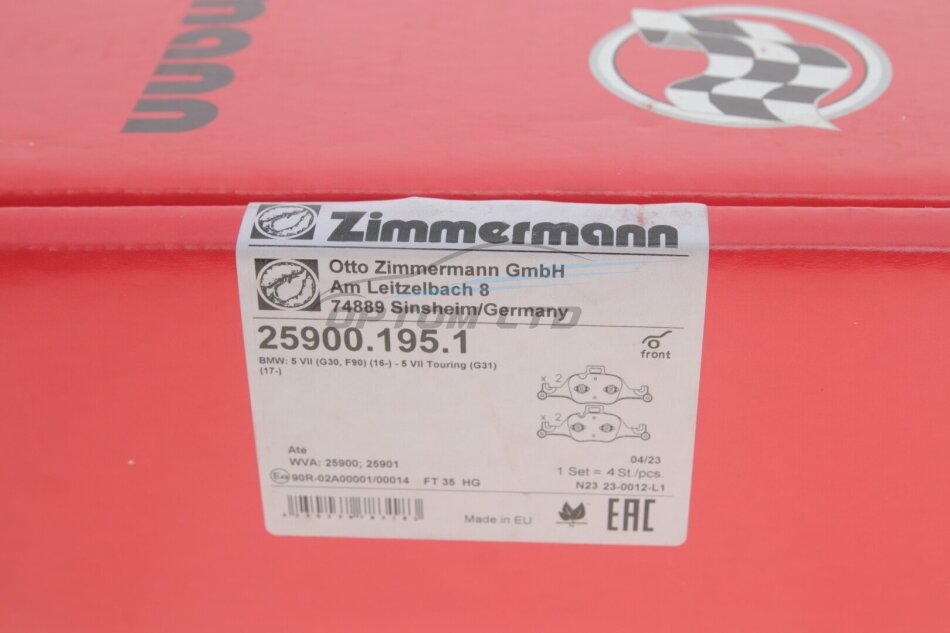 Zimmermann
Otto Zimmermann GmbH
Am Leitzelbach 8
74889 Sinsheim/Germany
OPTOM LTD
25900.195.1
front
BMW: 5 VII (G30, F90) (16-) - 5 VII Touring (G31)
(17-)
x 2
x 2
Ate
WVA: 25900; 25901
04/23
1 Set = 4 St./pcs.
90R-02A00001/00014 FT 35 HG
N23 23-0012-L1
Made in EU
EAC